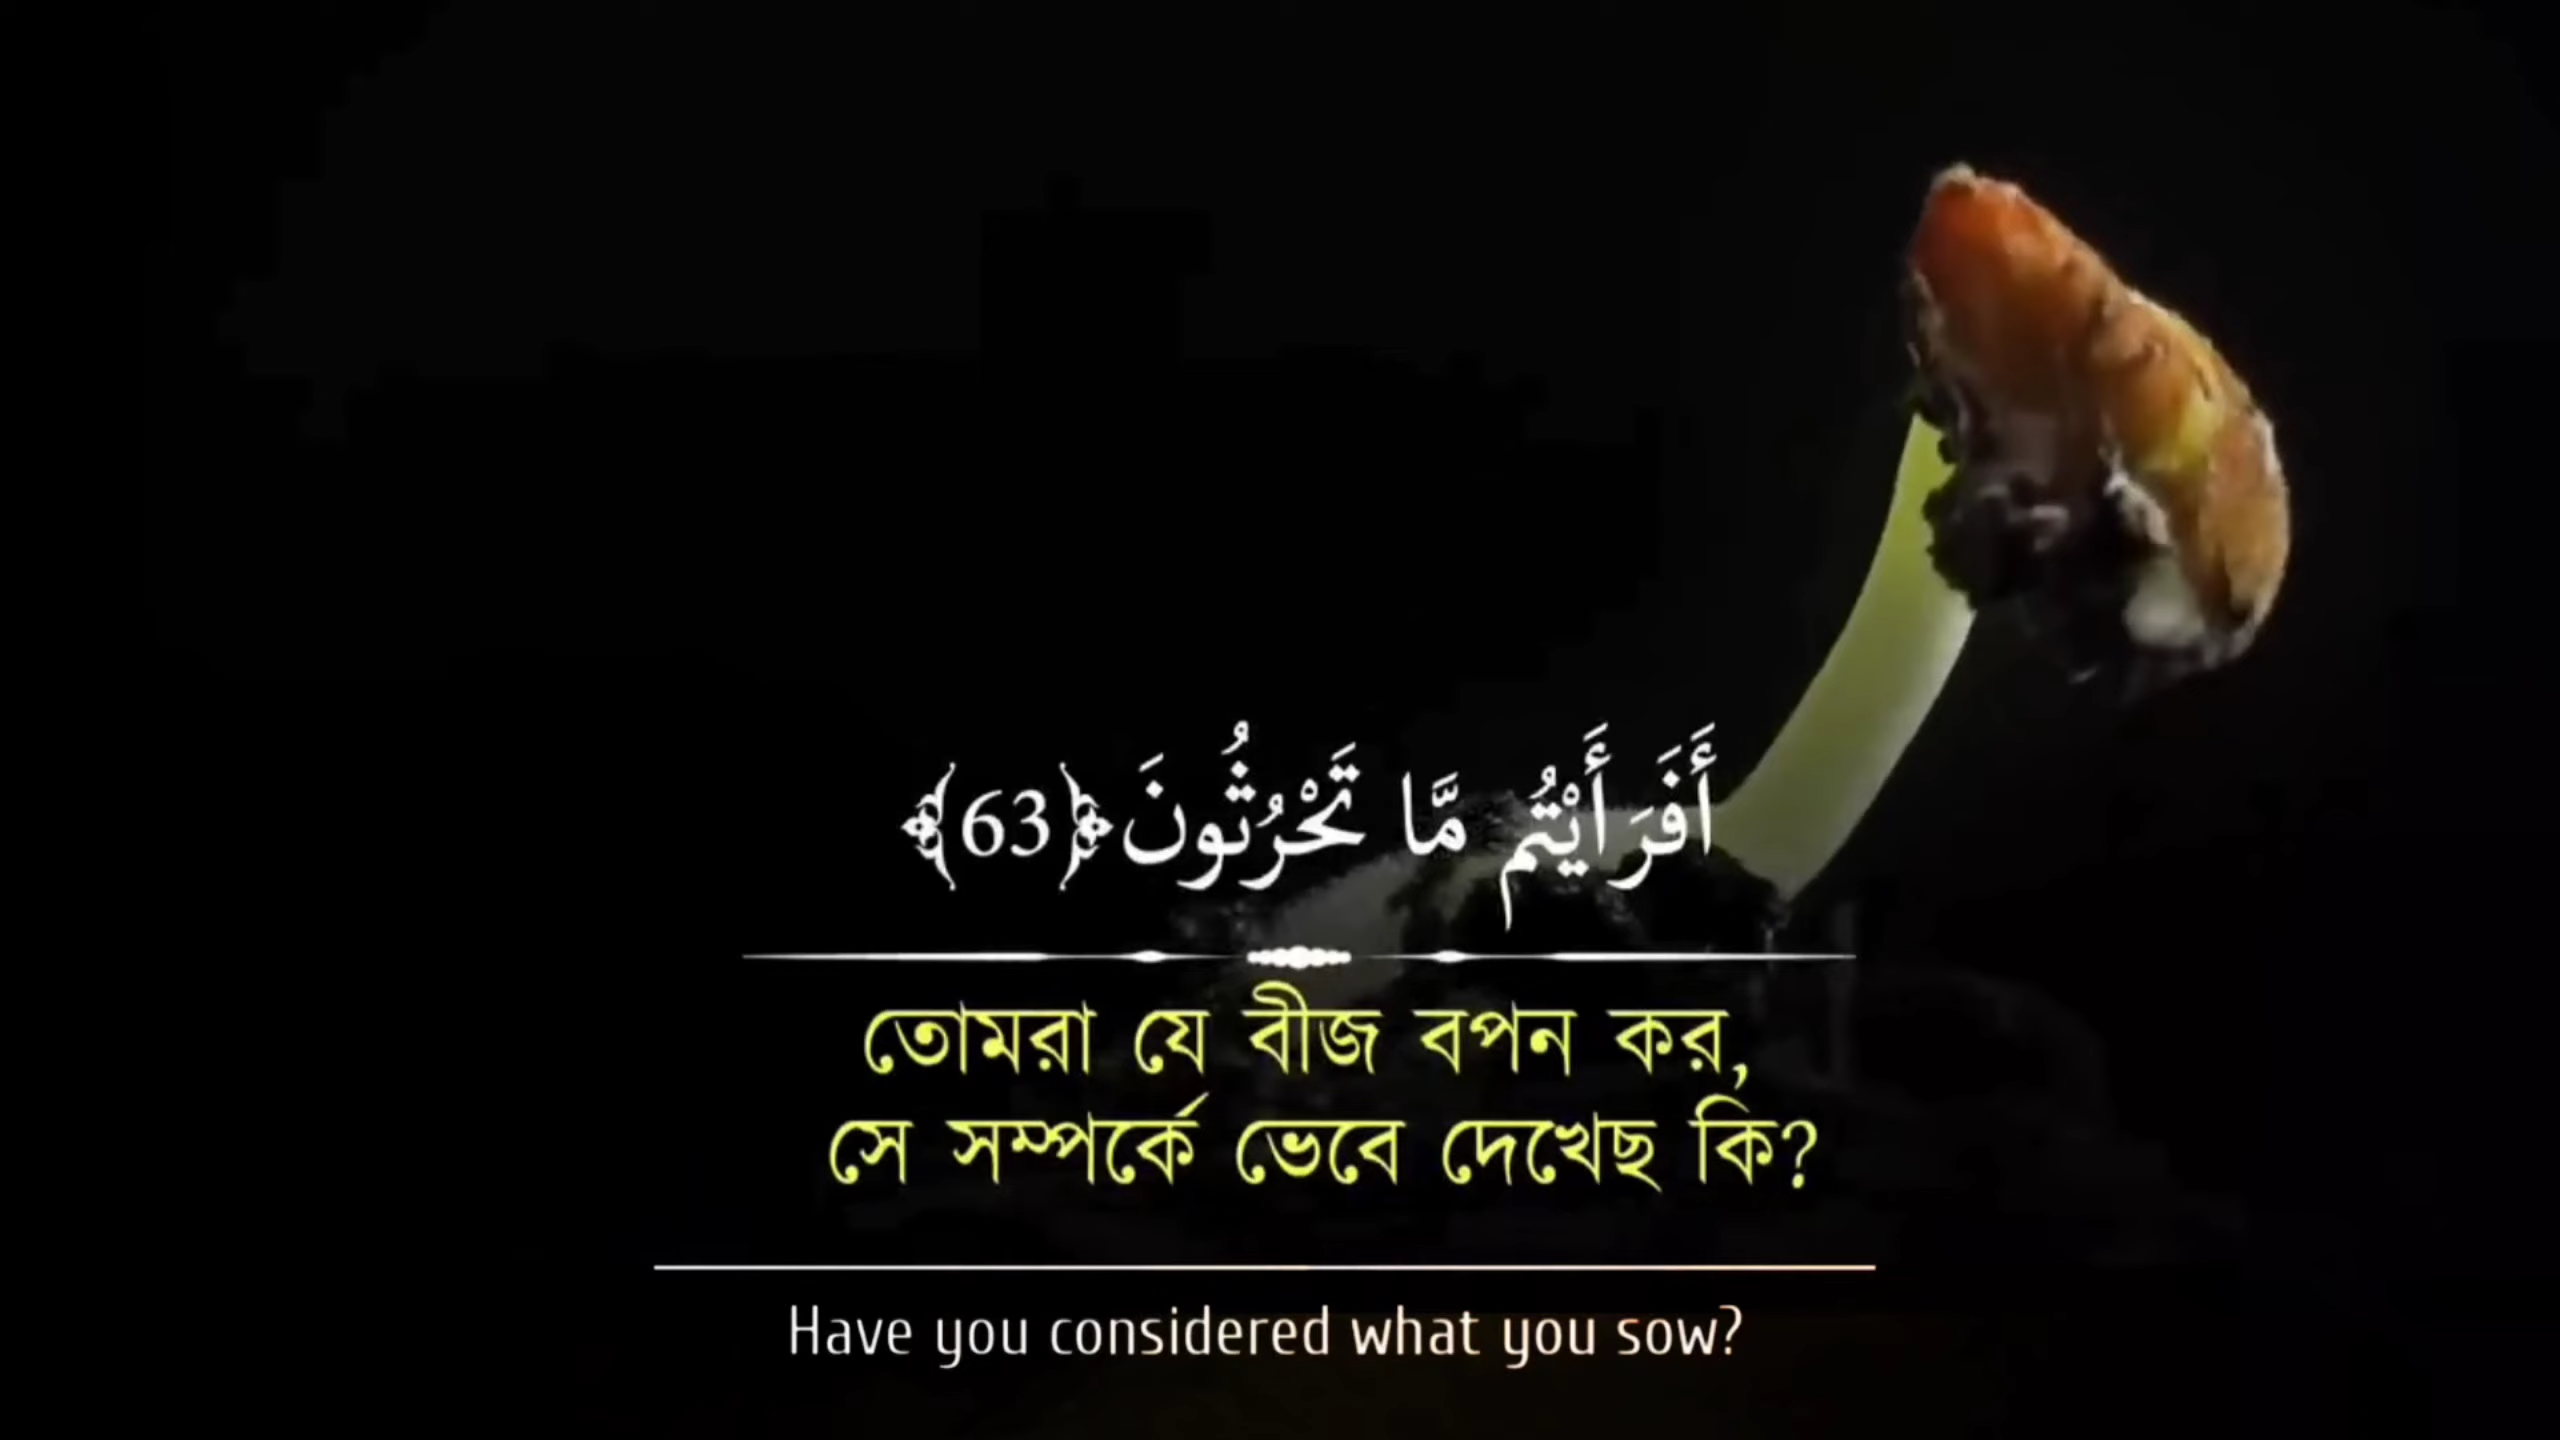 أَفَرَأَيْتُم مَّا تَحْرُثُونَ ﴿63﴾
তোমরা যে বীজ বপন কর,
সে সম্পর্কে ভেবে দেখেছ কি?
Have you considered what you sow?